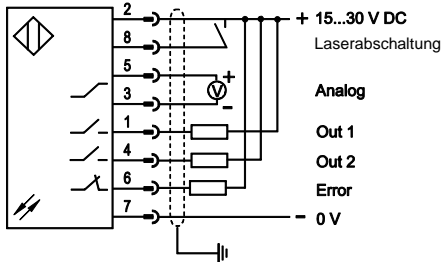 2 + 15...30 V DC
8 Laserabschaltung
5 +
V
3 − Analog
1 Out 1
4 Out 2
6 Error
7 − 0 V